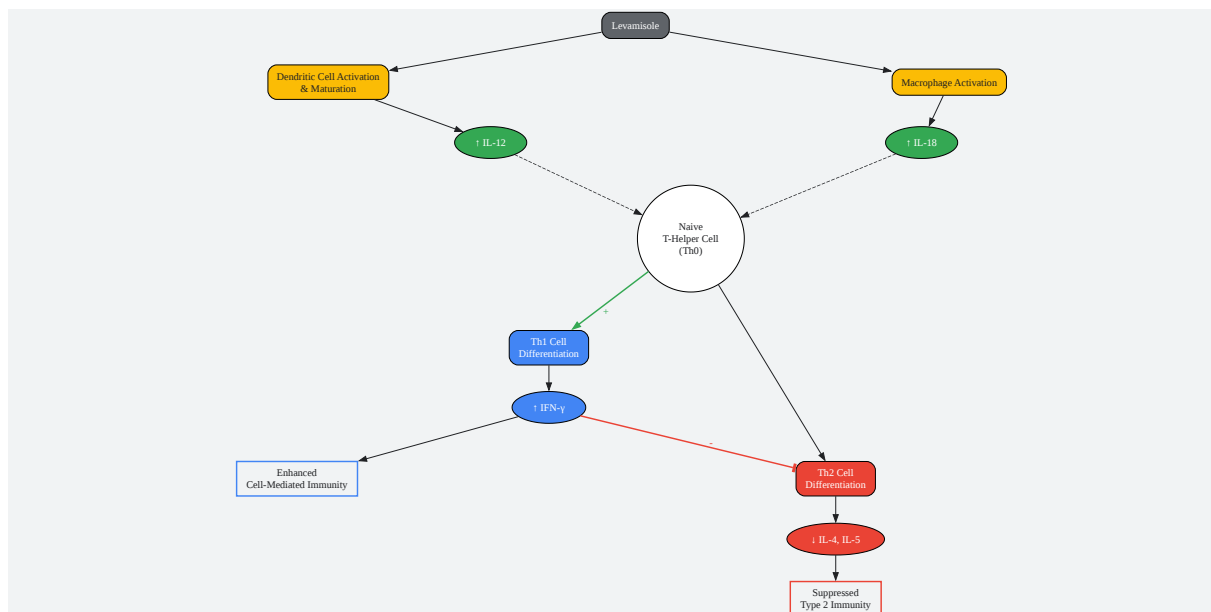 Levamisole
Dendritic Cell Activation
& Maturation
Macrophage Activation
↑ IL-12
↑ IL-18
Naive
T-Helper Cell
(Th0)
+
Th1 Cell
Differentiation
↑ IFN-γ
-
Enhanced
Cell-Mediated Immunity
Th2 Cell
Differentiation
↓ IL-4, IL-5
Suppressed
Type 2 Immunity